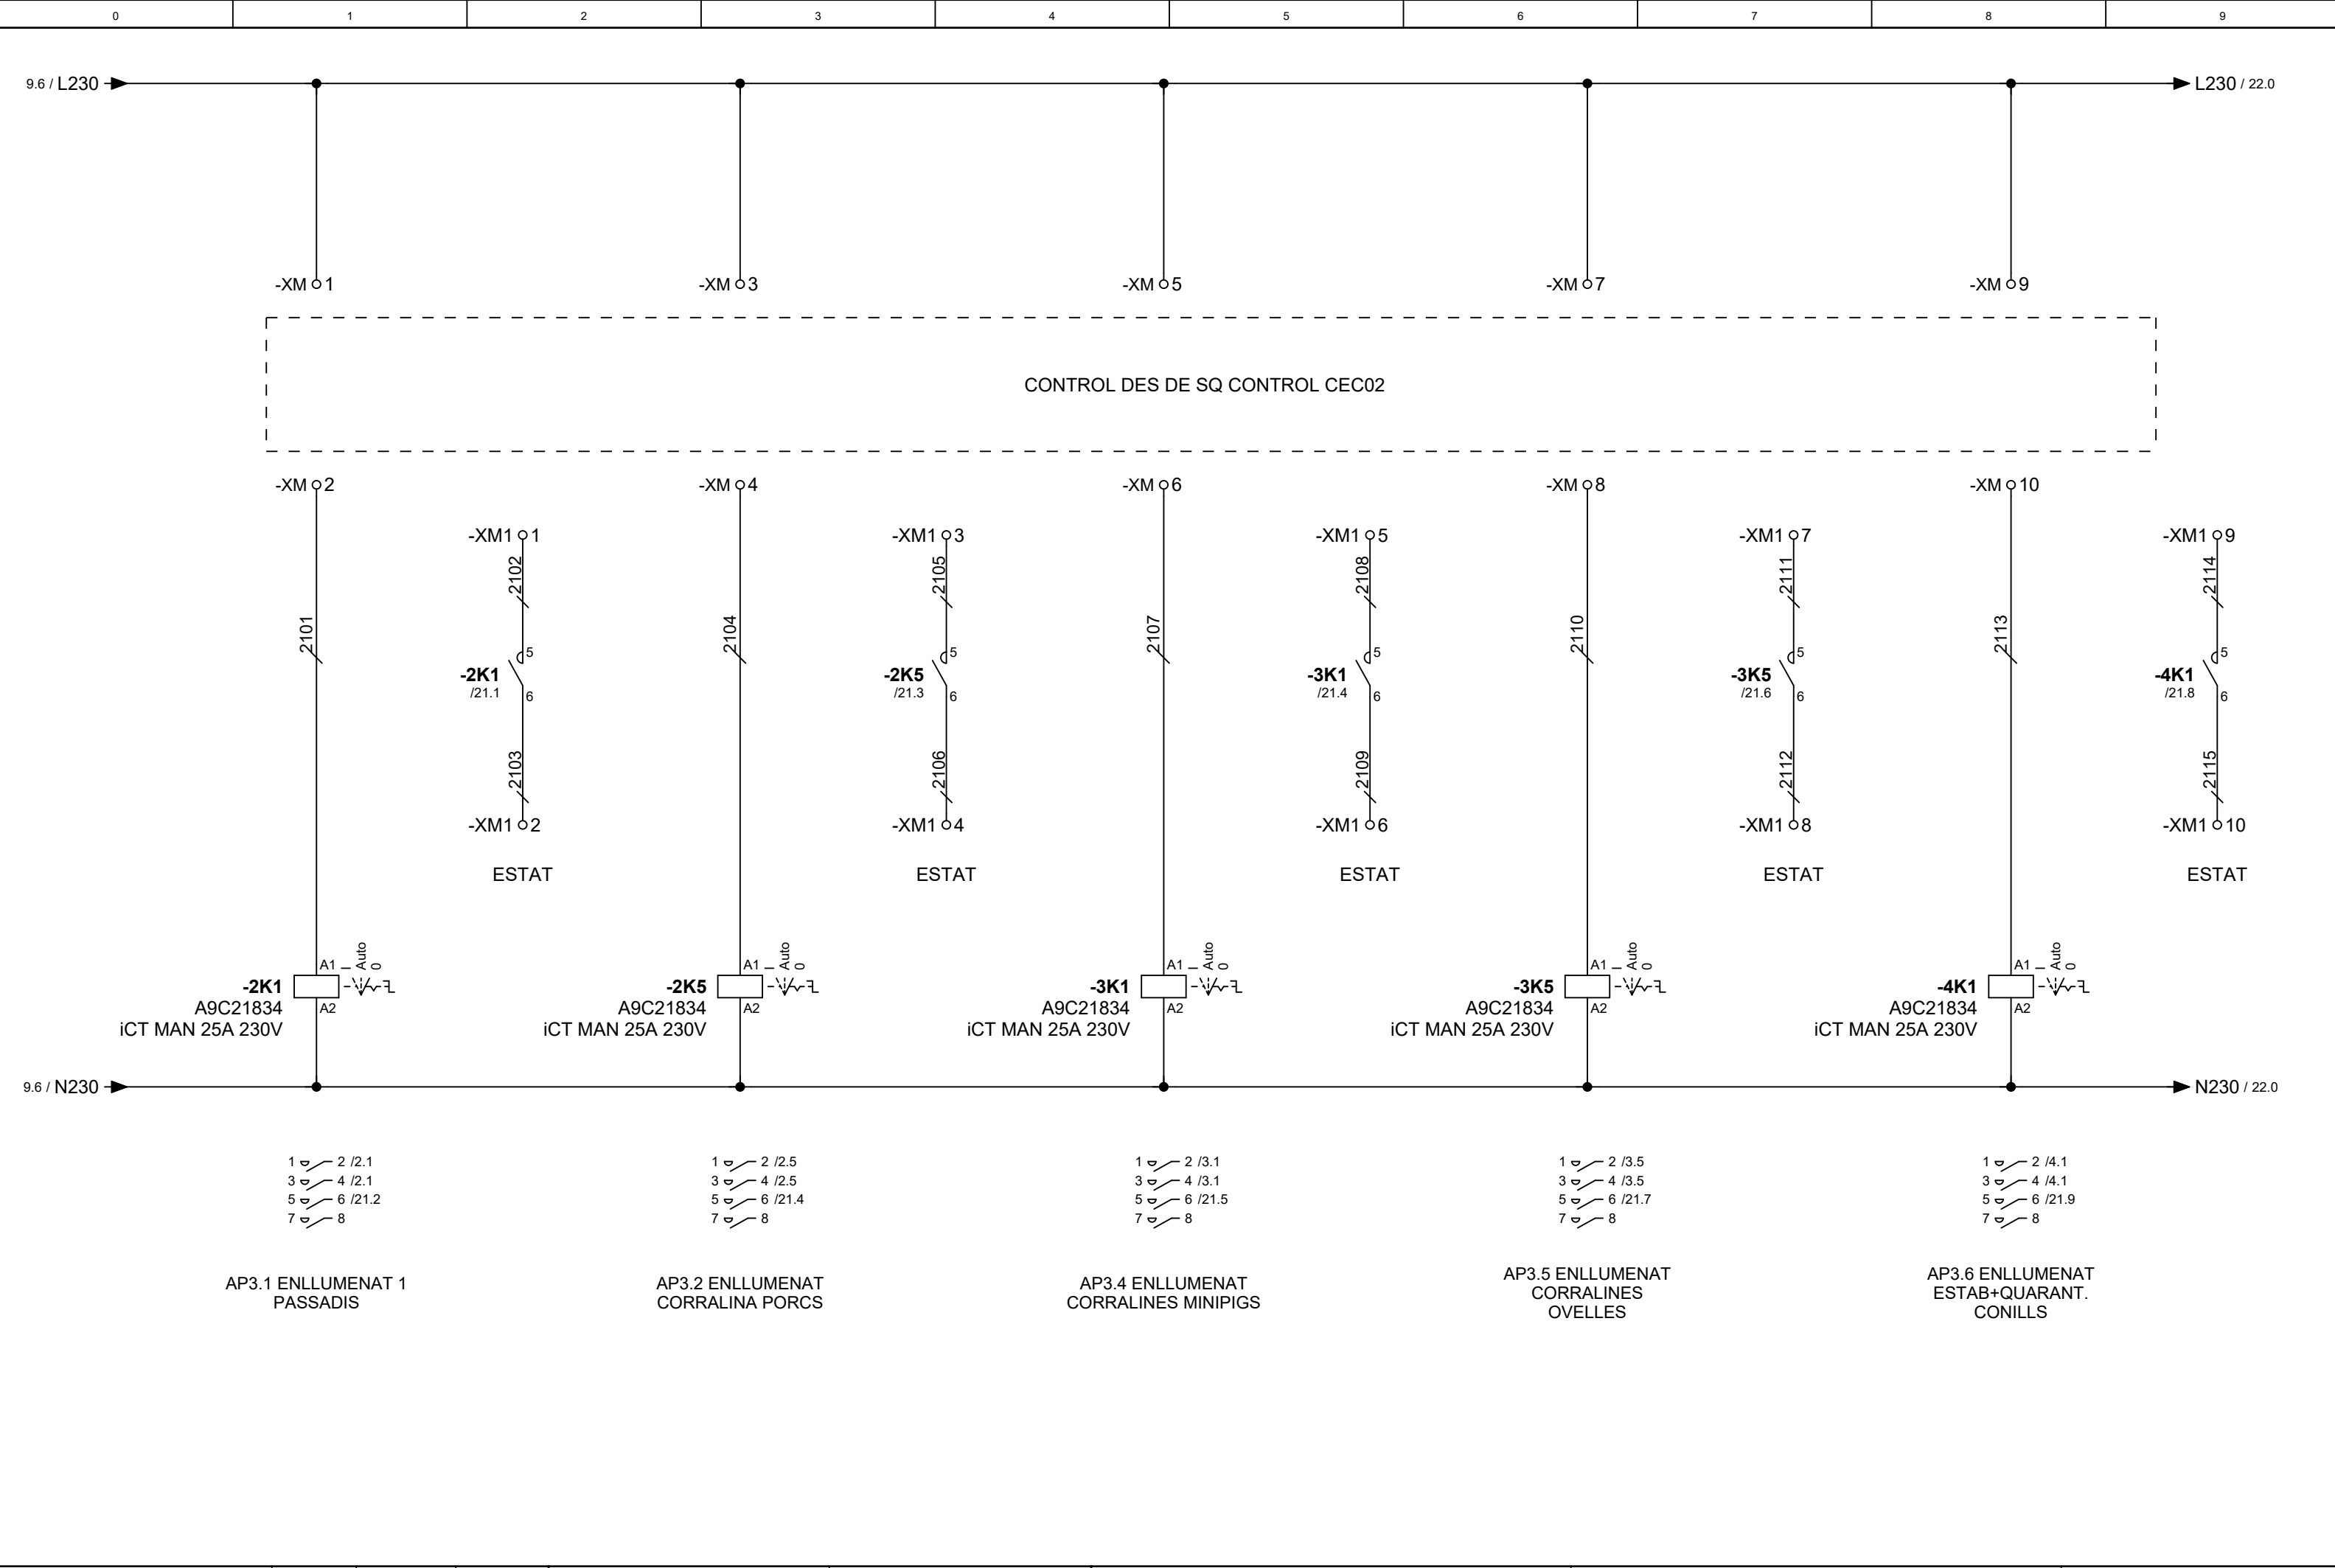 0 1 2 3 4 5 6 7 8 9
9.6 / L230 L230 / 22.0
-XM 1 -XM 3 -XM 5 -XM 7 -XM 9
CONTROL DES DE SQ CONTROL CEC02
-XM 2 -XM 4 -XM 6 -XM 8 -XM 10
-XM1 1 -XM1 3 -XM1 5 -XM1 7 -XM1 9
2102 2105 2108 2111 2114
2101 2104 2107 2110 2113
5 5 5 5 5
-2K1 -2K5 -3K1 -3K5 -4K1
/21.1 /21.3 /21.4 /21.6 /21.8
6 6 6 6 6
2103 2106 2109 2112 2115
-XM1 2 -XM1 4 -XM1 6 -XM1 8 -XM1 10
ESTAT ESTAT ESTAT ESTAT ESTAT
A1 I Auto 0 A1 I Auto 0 A1 I Auto 0 A1 I Auto 0 A1 I Auto 0
-2K1 -2K5 -3K1 -3K5 -4K1
A9C21834 A2 A9C21834 A2 A9C21834 A2 A9C21834 A2 A9C21834 A2
iCT MAN 25A 230V iCT MAN 25A 230V iCT MAN 25A 230V iCT MAN 25A 230V iCT MAN 25A 230V
9.6 / N230 N230 / 22.0
1 2 /2.1 1 2 /2.5 1 2 /3.1 1 2 /3.5 1 2 /4.1
3 4 /2.1 3 4 /2.5 3 4 /3.1 3 4 /3.5 3 4 /4.1
5 6 /21.2 5 6 /21.4 5 6 /21.5 5 6 /21.7 5 6 /21.9
7 8 7 8 7 8 7 8 7 8
AP3.1 ENLLUMENAT 1
PASSADIS
AP3.2 ENLLUMENAT
CORRALINA PORCS
AP3.4 ENLLUMENAT
CORRALINES MINIPIGS
AP3.5 ENLLUMENAT
CORRALINES
OVELLES
AP3.6 ENLLUMENAT
ESTAB+QUARANT.
CONILLS